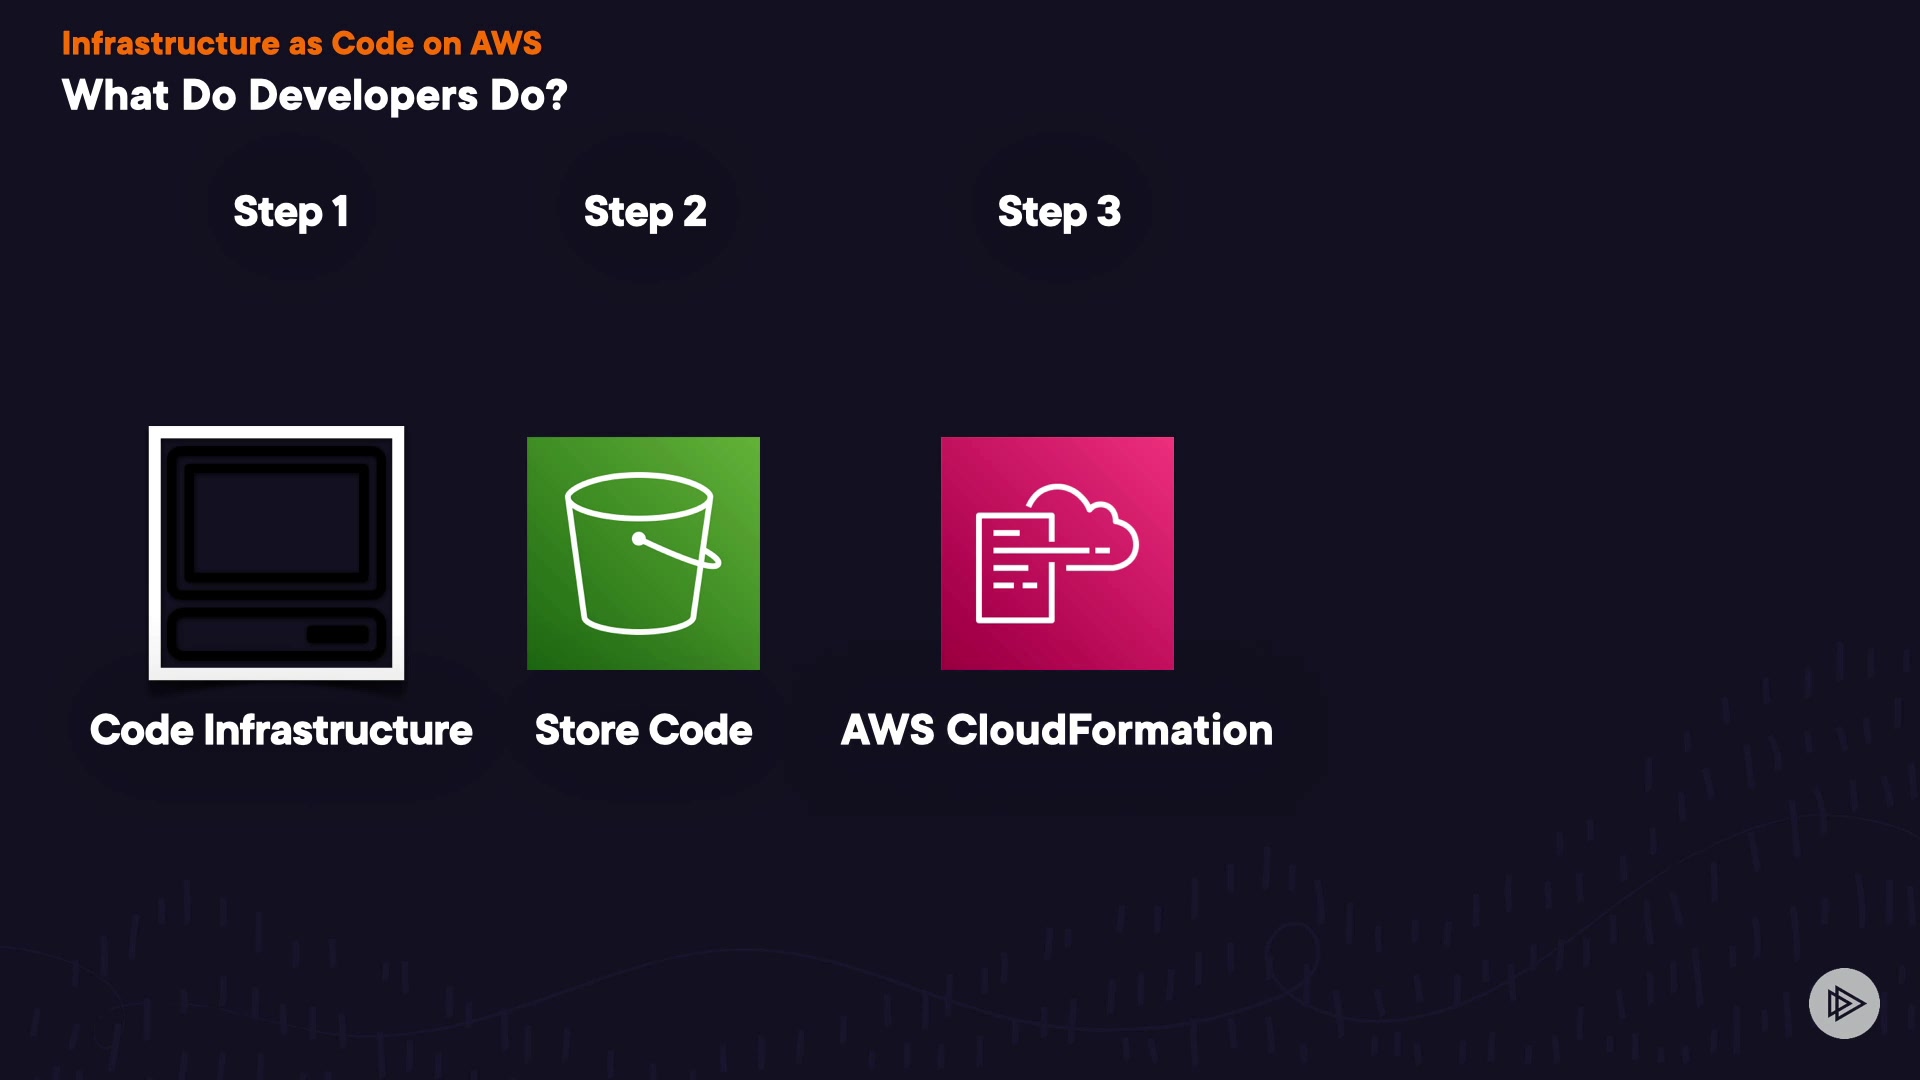 Infrastructure as Code on AWS
What Do Developers Do?
Step 1
Step 2
Step 3
Code Infrastructure
Store Code
AWS CloudFormation